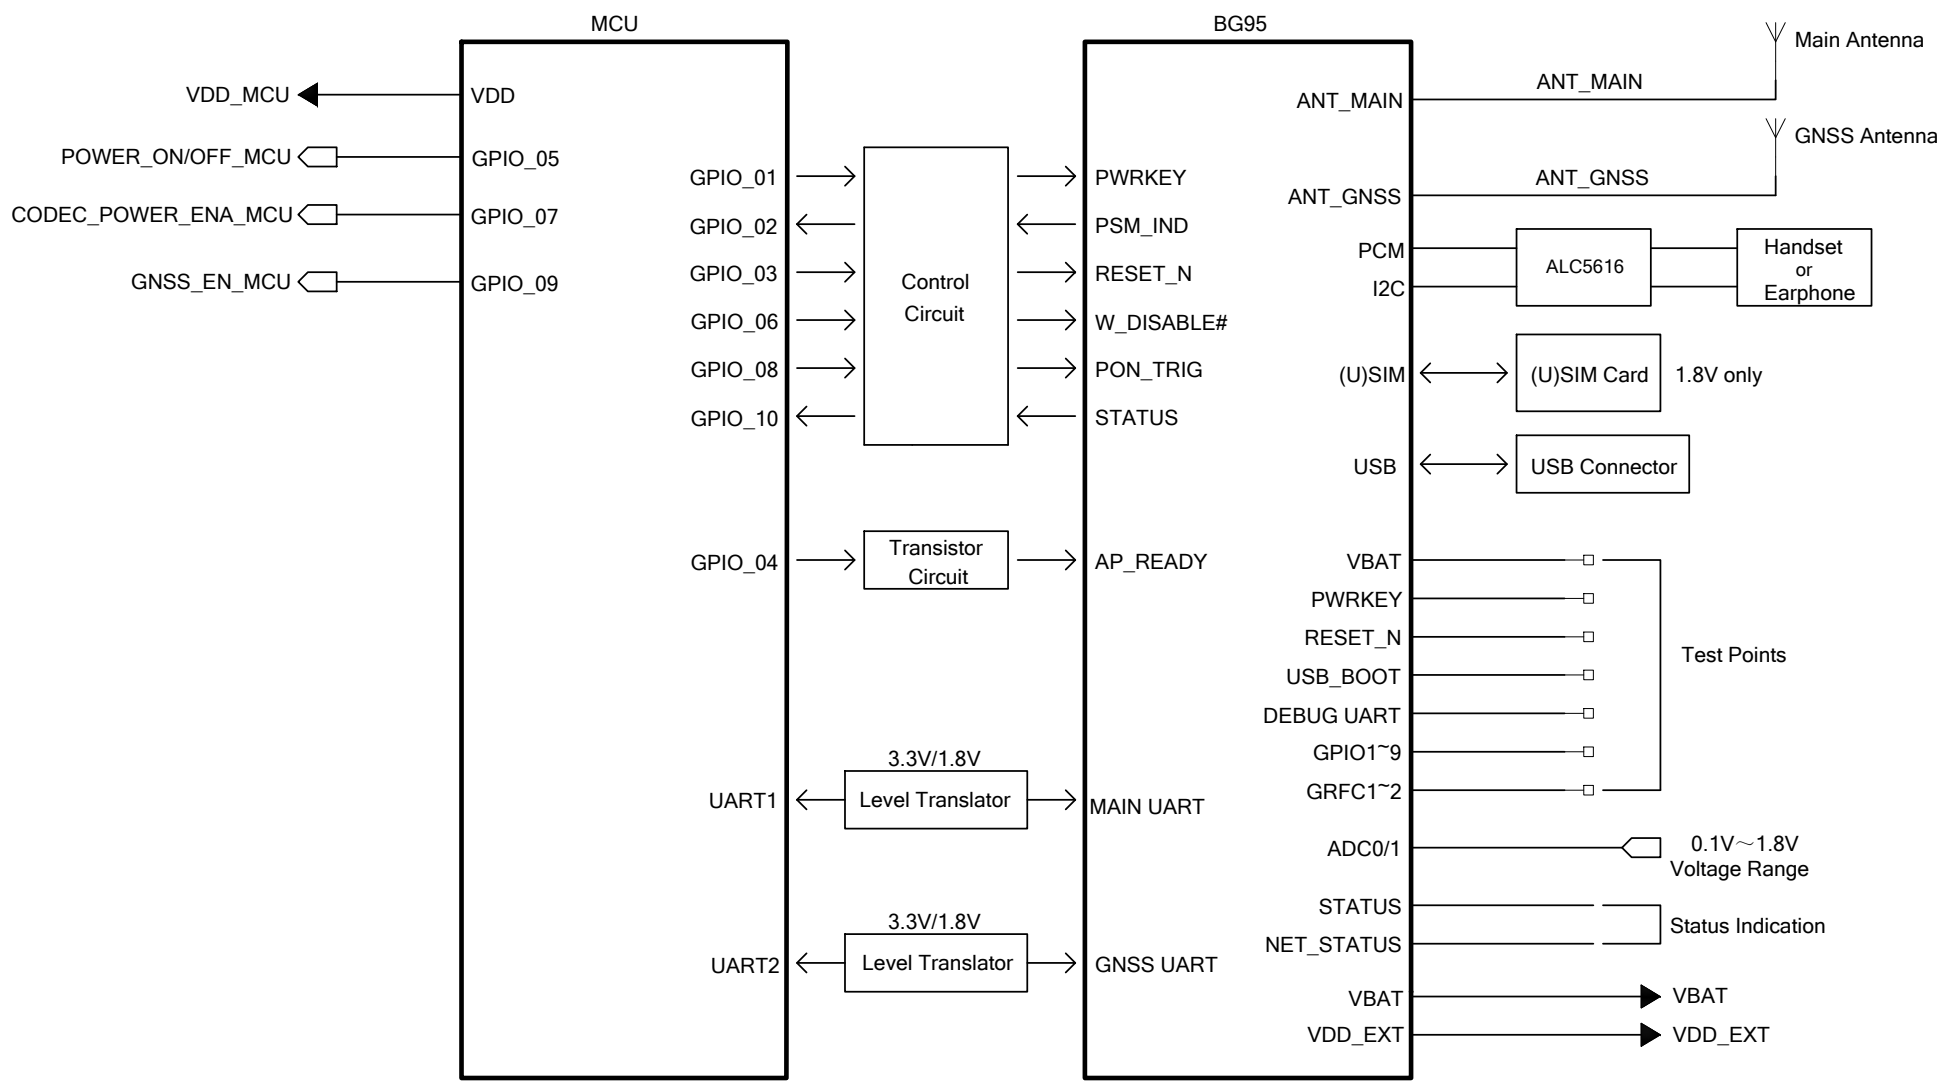 MCU
BG95
VDD_MCU
POWER_ON/OFF_MCU
CODEC_POWER_ENA_MCU
GNSS_EN_MCU
VDD
GPIO_05
GPIO_07
GPIO_09
GPIO_01
GPIO_02
GPIO_03
GPIO_06
GPIO_08
GPIO_10
GPIO_04
UART1
UART2
Control
Circuit
Transistor
Circuit
3.3V/1.8V
Level Translator
3.3V/1.8V
Level Translator
PWRKEY
PSM_IND
RESET_N
W_DISABLE#
PON_TRIG
STATUS
AP_READY
MAIN UART
GNSS UART
ANT_MAIN
ANT_GNSS
PCM
I2C
(U)SIM
USB
VBAT
PWRKEY
RESET_N
USB_BOOT
DEBUG UART
GPIO1~9
GRFC1~2
ADC0/1
STATUS
NET_STATUS
VBAT
VDD_EXT
ANT_MAIN
Main Antenna
ANT_GNSS
GNSS Antenna
ALC5616
Handset
or
Earphone
(U)SIM Card
1.8V only
USB Connector
Test Points
0.1V~1.8V
Voltage Range
Status Indication
VBAT
VDD_EXT